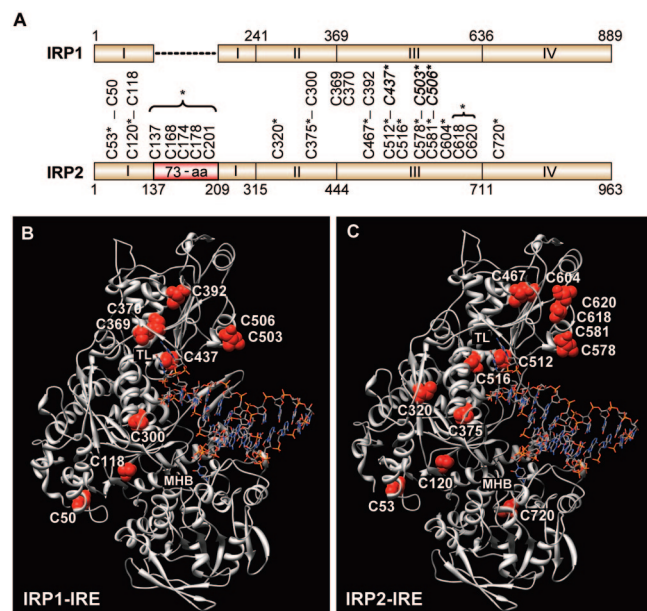 A
1 241 369 636 889
IRP1 I I II III IV
C50 C118 C300 C369 C370 C392 C437* C503* C506*
*
*
C53* C120* C137 C168 C174 C178 C201 C320* C375* C467* C512* C516* C578* C581* C604* C618 C620 C720*
IRP2 I 73-aa I II III IV
1 137 209 315 444 711 963
B
C392
C370
C369
C506
C503
TL
C437
C300
C118
MHB
C50
IRP1-IRE
C
C467
C604
C620
C618
C581
C578
TL
C512
C516
C320
C375
C120
MHB
C53
C720
IRP2-IRE